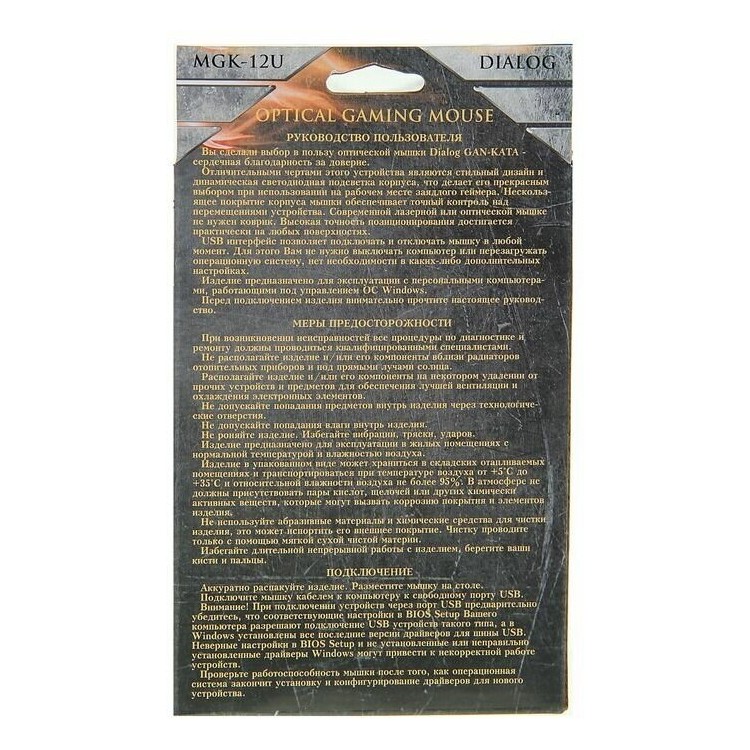 MGK-12U DIALOG
OPTICAL GAMING MOUSE
РУКОВОДСТВО ПОЛЬЗОВАТЕЛЯ
Вы сделали выбор в пользу оптической мышки Dialog GAN-KATA -
сердечная благодарность за доверие.
Отличительными чертами этого устройства являются стильный дизайн и
динамическая светодиодная подсветка корпуса, что делает его прекрасным
выбором при использовании на рабочем месте заядлого геймера. Нескользя-
ящее покрытие корпуса мышки обеспечивает точный контроль над
перемещениями устройства. Современной лазерной или оптической мышке
не нужен коврик. Высокая точность позиционирования достигается
практически на любых поверхностях.
USB интерфейс позволяет подключать и отключать мышку в любой
момент. Для этого Вам не нужно выключать компьютер или перезагружать
операционную систему, нет необходимости в каких-либо дополнительных
настройках.
Изделие предназначено для эксплуатации с персональными компьютера-
ми, работающими под управлением ОС Windows.
Перед подключением изделия внимательно прочтите настоящее руковод-
ство.
МЕРЫ ПРЕДОСТОРОЖНОСТИ
При возникновении неисправностей все процедуры по диагностике и
ремонту должны проводиться квалифицированными специалистами.
Не располагайте изделие и/или его компоненты вблизи радиаторов
отопительных приборов и под прямыми лучами солнца.
Располагайте изделие и/или его компоненты на некотором удалении от
прочих устройств и предметов для обеспечения лучшей вентиляции и
охлаждения электронных элементов.
Не допускайте попадания предметов внутрь изделия через технологиче-
ские отверстия.
Не допускайте попадания влаги внутрь изделия.
Не роняйте изделие. Избегайте вибрации, тряски, ударов.
Изделие предназначено для эксплуатации в жилых помещениях с
нормальной температурой и влажностью воздуха.
Изделие в упакованном виде может храниться в складских отапливаемых
помещениях и транспортироваться при температуре воздуха от +5°C до
+35°C и относительной влажности воздуха не более 95%. В атмосфере не
должны присутствовать пары кислот, щелочей или других химически
активных веществ, которые могут вызвать коррозию покрытия и элементов
изделия.
Не используйте абразивные материалы и химические средства для чистки
изделия, это может испортить его внешнее покрытие. Чистку проводите
только с помощью мягкой сухой чистой материи.
Избегайте длительной непрерывной работы с изделием, берегите ваши
кисти и пальцы.
ПОДКЛЮЧЕНИЕ
Аккуратно распакуйте изделие. Разместите мышку на столе.
Подключите мышку кабелем к компьютеру к свободному порту USB.
Внимание! При подключении устройств через порт USB предварительно
убедитесь, что соответствующие настройки в BIOS Setup Вашего
компьютера разрешают подключение USB устройств такого типа, а в
Windows установлены все последние версии драйверов для шины USB.
Неверные настройки в BIOS Setup и не установленные или неправильно
установленные драйверы Windows могут привести к некорректной работе
устройств.
Проверьте работоспособность мышки после того, как операционная
система закончит установку и конфигурирование драйверов для нового
устройства.